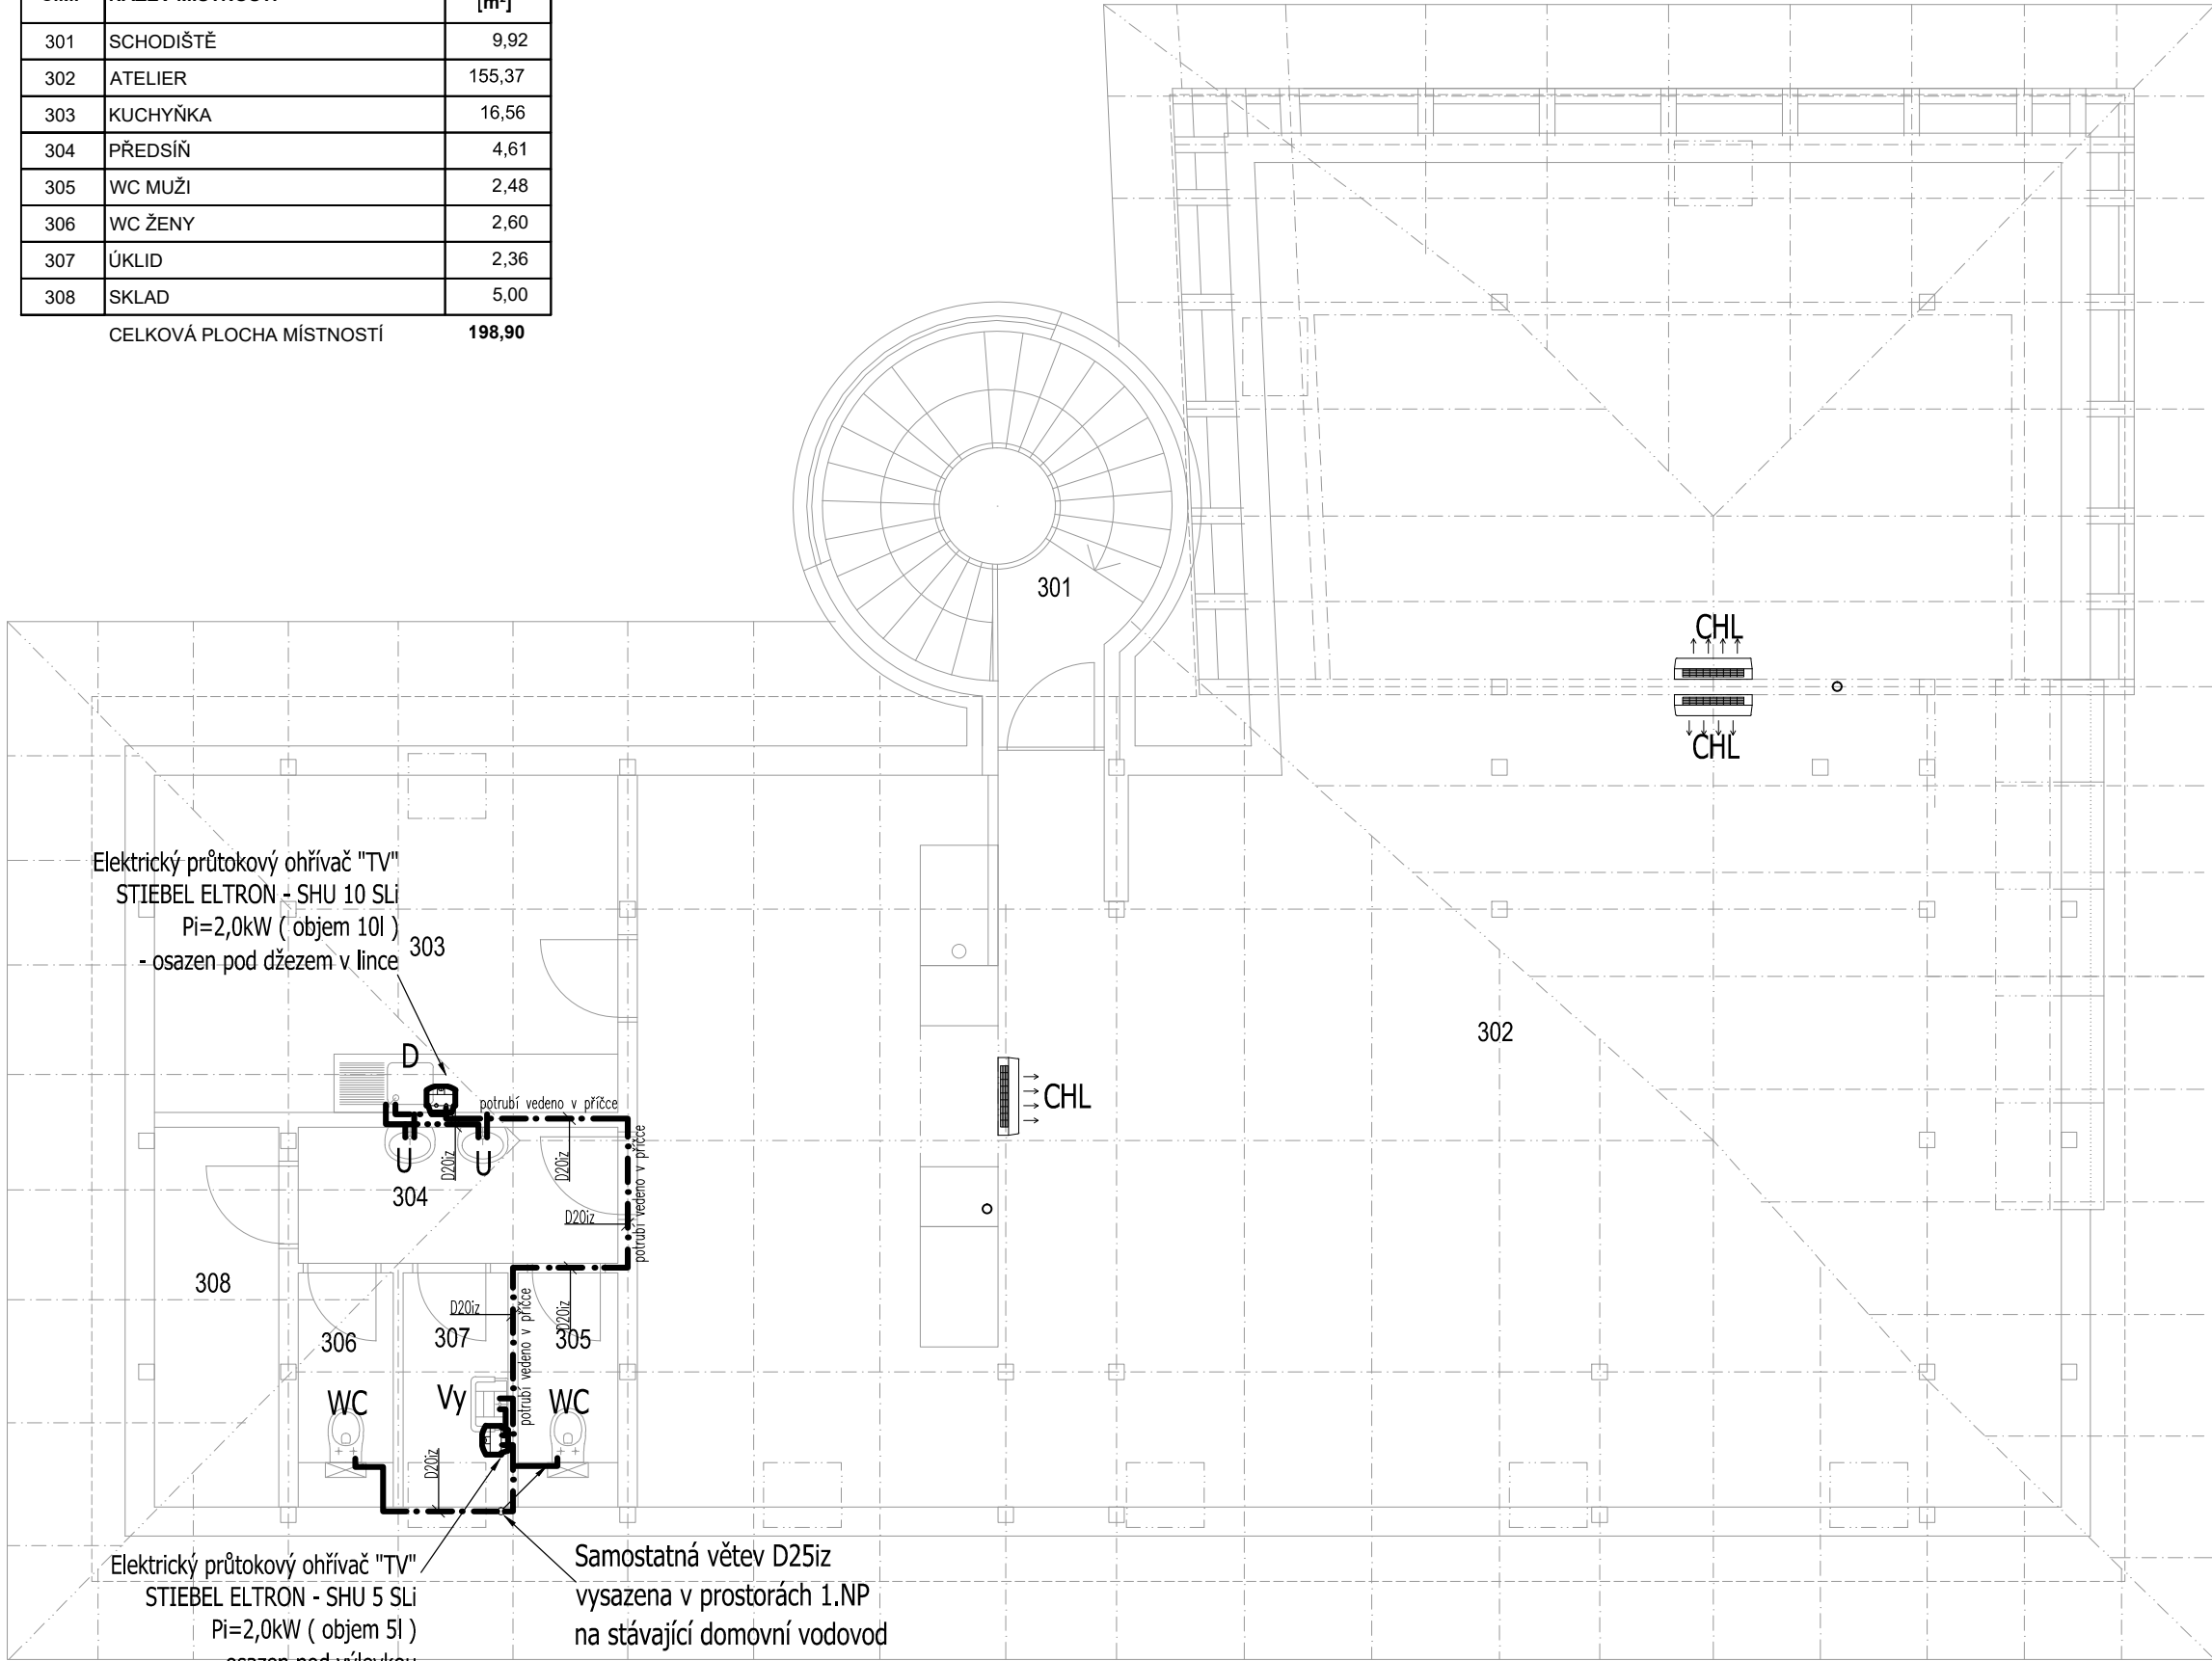 [m²]
301 SCHODIŠTĚ 9,92
302 ATELIER 155,37
303 KUCHYŇKA 16,56
304 PŘEDSÍŇ 4,61
305 WC MUŽI 2,48
306 WC ŽENY 2,60
307 ÚKLID 2,36
308 SKLAD 5,00
CELKOVÁ PLOCHA MÍSTNOSTÍ 198,90
301
CHL
CHL
Elektrický průtokový ohřívač "TV"
STIEBEL ELTRON - SHU 10 SLi
Pi=2,0kW ( objem 10l )
- osazen pod džezem v lince
303
302
D
CHL
potrubí vedeno v příčce
potrubí vedeno v příčce
U
U
D20iz
D20iz
304
D20iz
308
306
307
305
D20iz
D20iz
potrubí vedeno v příčce
WC
Vy
WC
D20iz
Elektrický průtokový ohřívač "TV"
STIEBEL ELTRON - SHU 5 SLi
Pi=2,0kW ( objem 5l )
Samostatná větev D25iz
vysazena v prostorách 1.NP
na stávající domovní vodovod